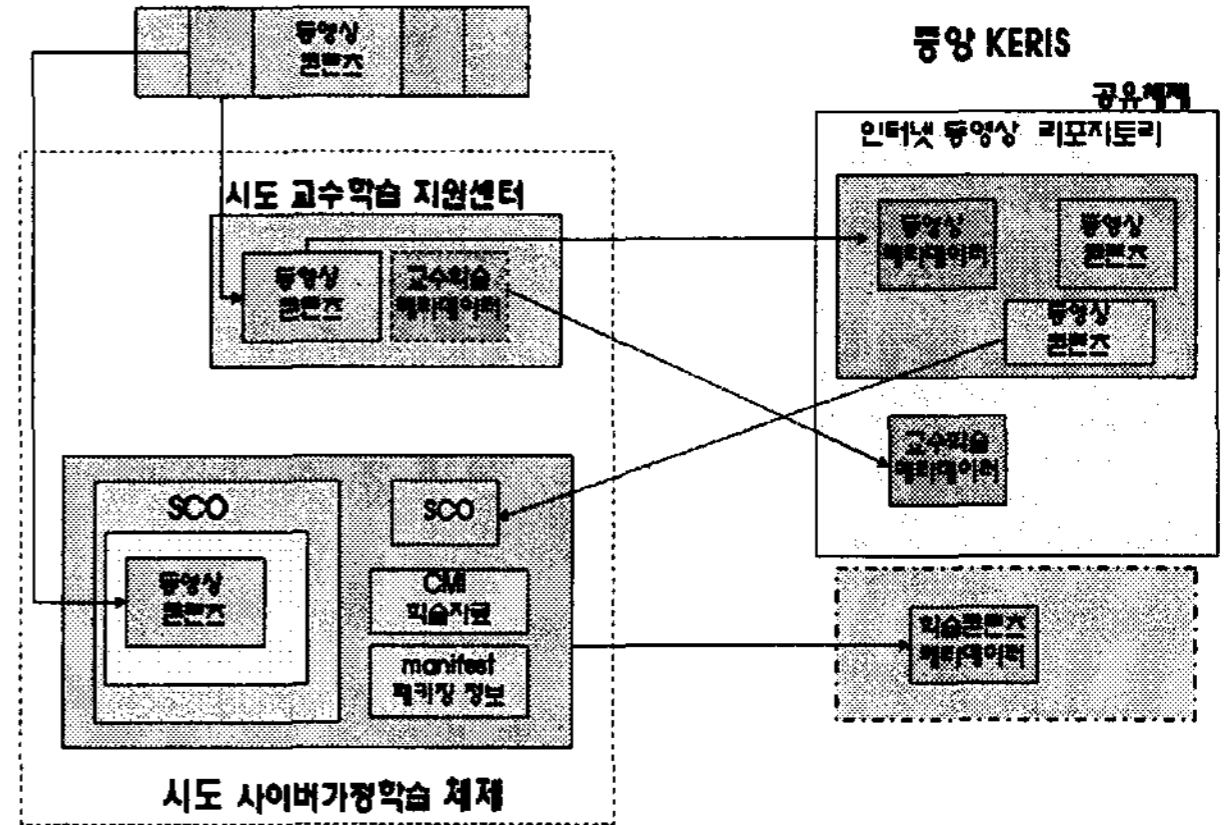 동영상
콘텐츠
중앙 KERIS
공유체제
인터넷 동영상 리포지토리
동영상
메타데이터
동영상
콘텐츠
동영상
콘텐츠
교수학습
메타데이터
학습콘텐츠
메타데이터
시도 교수학습 지원센터
동영상
콘텐츠
교수학습
메타데이터
SCO
동영상
콘텐츠
SCO
CMI
학습자료
manifest
패키징 정보
시도 사이버가정학습 체제